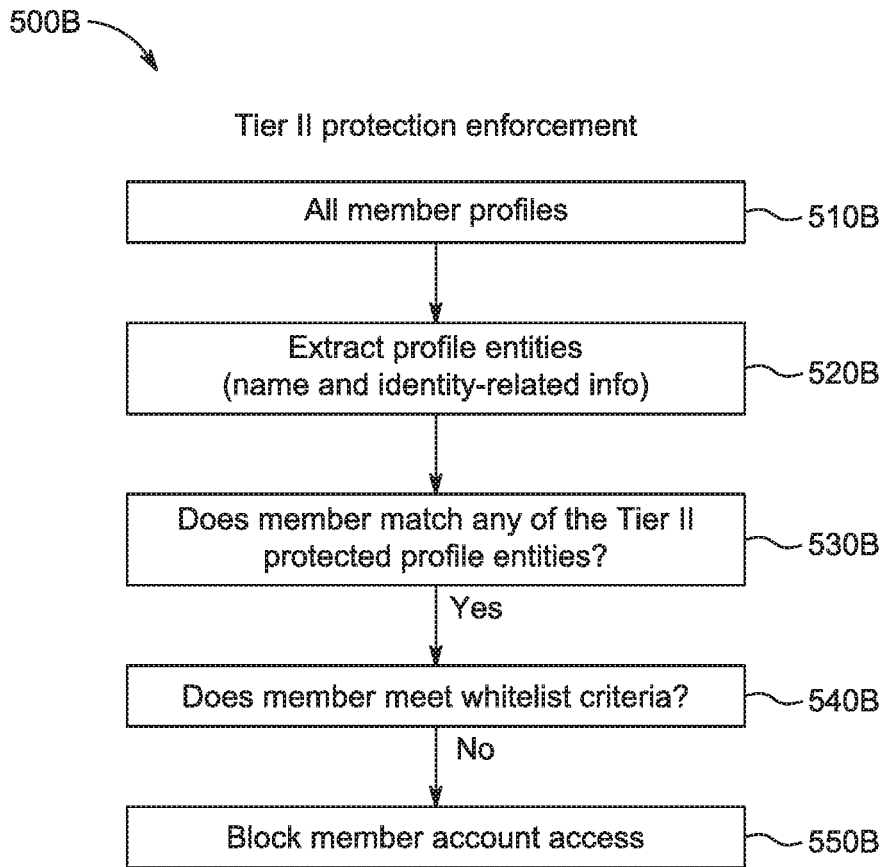 500B
Tier II protection enforcement
All member profiles
510B
Extract profile entities
(name and identity-related info)
520B
Does member match any of the Tier II
protected profile entities?
530B
Yes
Does member meet whitelist criteria?
540B
No
Block member account access
550B